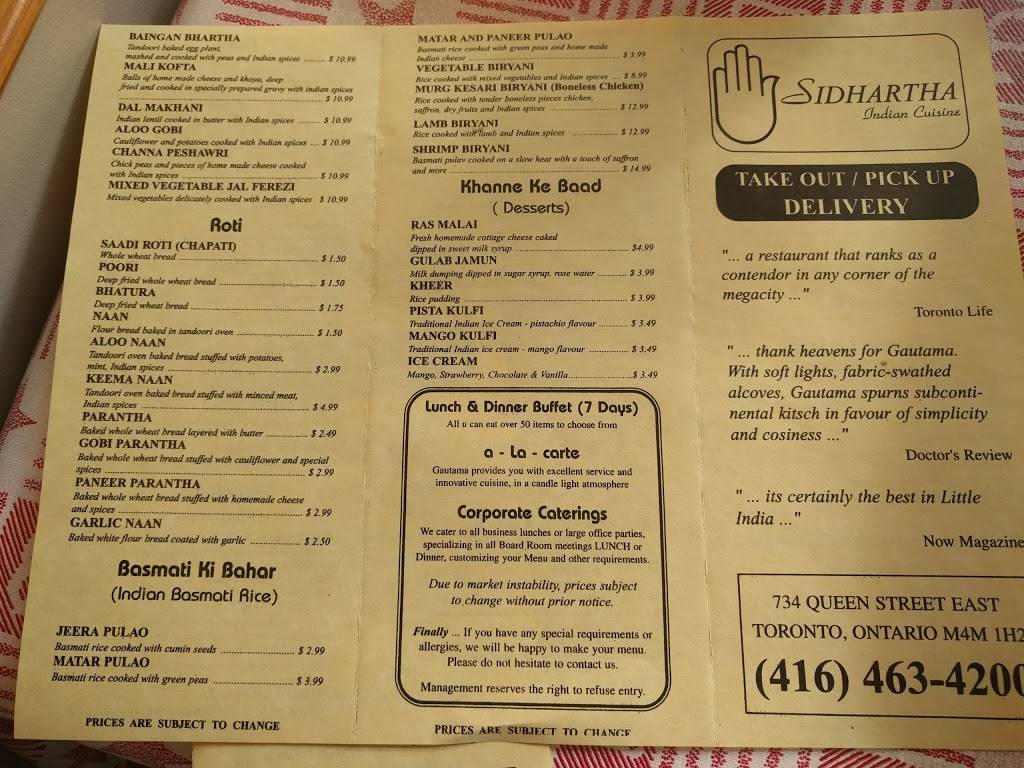 BAINGAN BHARTHA
Tandoori baked egg plant,
mashed and cooked with peas and Indian spices ......... $ 10.99
MALI KOFTA
Balls of home made cheese and khoya, deep
fried and cooked in specially prepared gravy with indian spices
................................................................ $ 10.99
DAL MAKHANI
Indian lentil cooked in butter with Indian spices ......... $ 10.99
ALOO GOBI
Cauliflower and potatoes cooked with Indian spices .... $ 10.99
CHANNA PESHAWRI
Chick peas and pieces of home made cheese cooked
with Indian spices ................................................ $ 10.99
MIXED VEGETABLE JAL FEREZI
Mixed vegetables delicately cooked with Indian spices $ 10.99
Roti
SAADI ROTI (CHAPATI)
Whole wheat bread ................................................ $ 1.50
POORI
Deep fried whole wheat bread ................................ $ 1.50
BHATURA
Deep fried wheat bread ........................................ $ 1.75
NAAN
Flour bread baked in tandoori oven ........................ $ 1.50
ALOO NAAN
Tandoori oven baked bread stuffed with potatoes,
mint, Indian spices ................................................ $ 2.99
KEEMA NAAN
Tandoori oven baked bread stuffed with minced meat,
Indian spices ........................................................ $ 4.99
PARANTHA
Baked whole wheat bread layered with butter ............ $ 2.49
GOBI PARANTHA
Baked whole wheat bread stuffed with cauliflower and special
spices ................................................................ $ 2.99
PANEER PARANTHA
Baked whole wheat bread stuffed with homemade cheese
and spices ............................................................ $ 2.99
GARLIC NAAN
Baked white flour bread coated with garlic ................ $ 2.50
Basmati Ki Bahar
(Indian Basmati Rice)
JEERA PULAO
Basmati rice cooked with cumin seeds ........................ $ 2.99
MATAR PULAO
Basmati rice cooked with green peas ........................ $ 3.99
PRICES ARE SUBJECT TO CHANGE
MATAR AND PANEER PULAO
Basmati rice cooked with green peas and home made
Indian cheese ........................................................ $ 5.99
VEGETABLE BIRYANI
Rice cooked with mixed vegetables and Indian spices ..... $ 8.99
MURG KESARI BIRYANI (Boneless Chicken)
Rice cooked with tender boneless pieces chicken,
saffron, dry fruits and Indian spices ........................ $ 12.99
LAMB BIRYANI
Rice cooked with lamb and Indian spices ................ $ 12.99
SHRIMP BIRYANI
Basmati pulav cooked on a slow heat with a touch of saffron
and more ............................................................ $ 14.99
Khanne Ke Baad
( Desserts)
RAS MALAI
Fresh homemade cottage cheese caked
dipped in sweet milk syrup .................................... $4.99
GULAB JAMUN
Milk dumping dipped in sugar syrup, rose water .......... $ 3.99
KHEER
Rice pudding ........................................................ $ 3.99
PISTA KULFI
Traditional Indian Ice Cream - pistachio flavour .......... $ 3.49
MANGO KULFI
Traditional Indian ice cream - mango flavour .............. $ 3.49
ICE CREAM
Mango, Strawberry, Chocolate & Vanilla...................... $ 3.49
Lunch & Dinner Buffet (7 Days)
All u can eat over 50 items to choose from
a - La - carte
Gautama provides you with excellent service and
innovative cuisine, in a candle light atmosphere
Corporate Caterings
We cater to all business lunches or large office parties,
specializing in all Board Room meetings LUNCH or
Dinner, customizing your Menu and other requirements.
Due to market instability, prices subject
to change without prior notice.
Finally ... If you have any special requirements or
allergies, we will be happy to make your menu.
Please do not hesitate to contact us.
Management reserves the right to refuse entry.
PRICES ARE SUBJECT TO CHANGE
SIDHARTHA
Indian Cuisine
TAKE OUT / PICK UP
DELIVERY
"... a restaurant that ranks as a
contendor in any corner of the
megacity ..."
Toronto Life
" ... thank heavens for Gautama.
With soft lights, fabric-swathed
alcoves, Gautama spurns subconti-
nental kitsch in favour of simplicity
and cosiness ..."
Doctor's Review
" ... its certainly the best in Little
India ..."
Now Magazine
734 QUEEN STREET EAST
TORONTO, ONTARIO M4M 1H2
(416) 463-4200